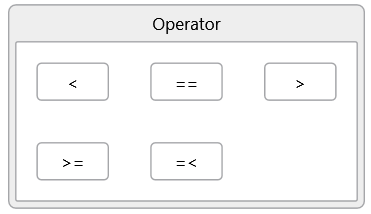 Operator
< == >
>= =<